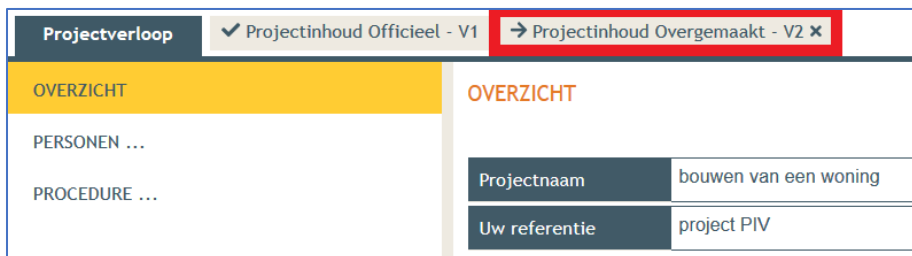 Projectverloop
Projectinhoud Officieel - V1
Projectinhoud Overgemaakt - V2
OVERZICHT
PERSONEN ...
PROCEDURE ...
OVERZICHT
Projectnaam bouwen van een woning
Uw referentie project PIV